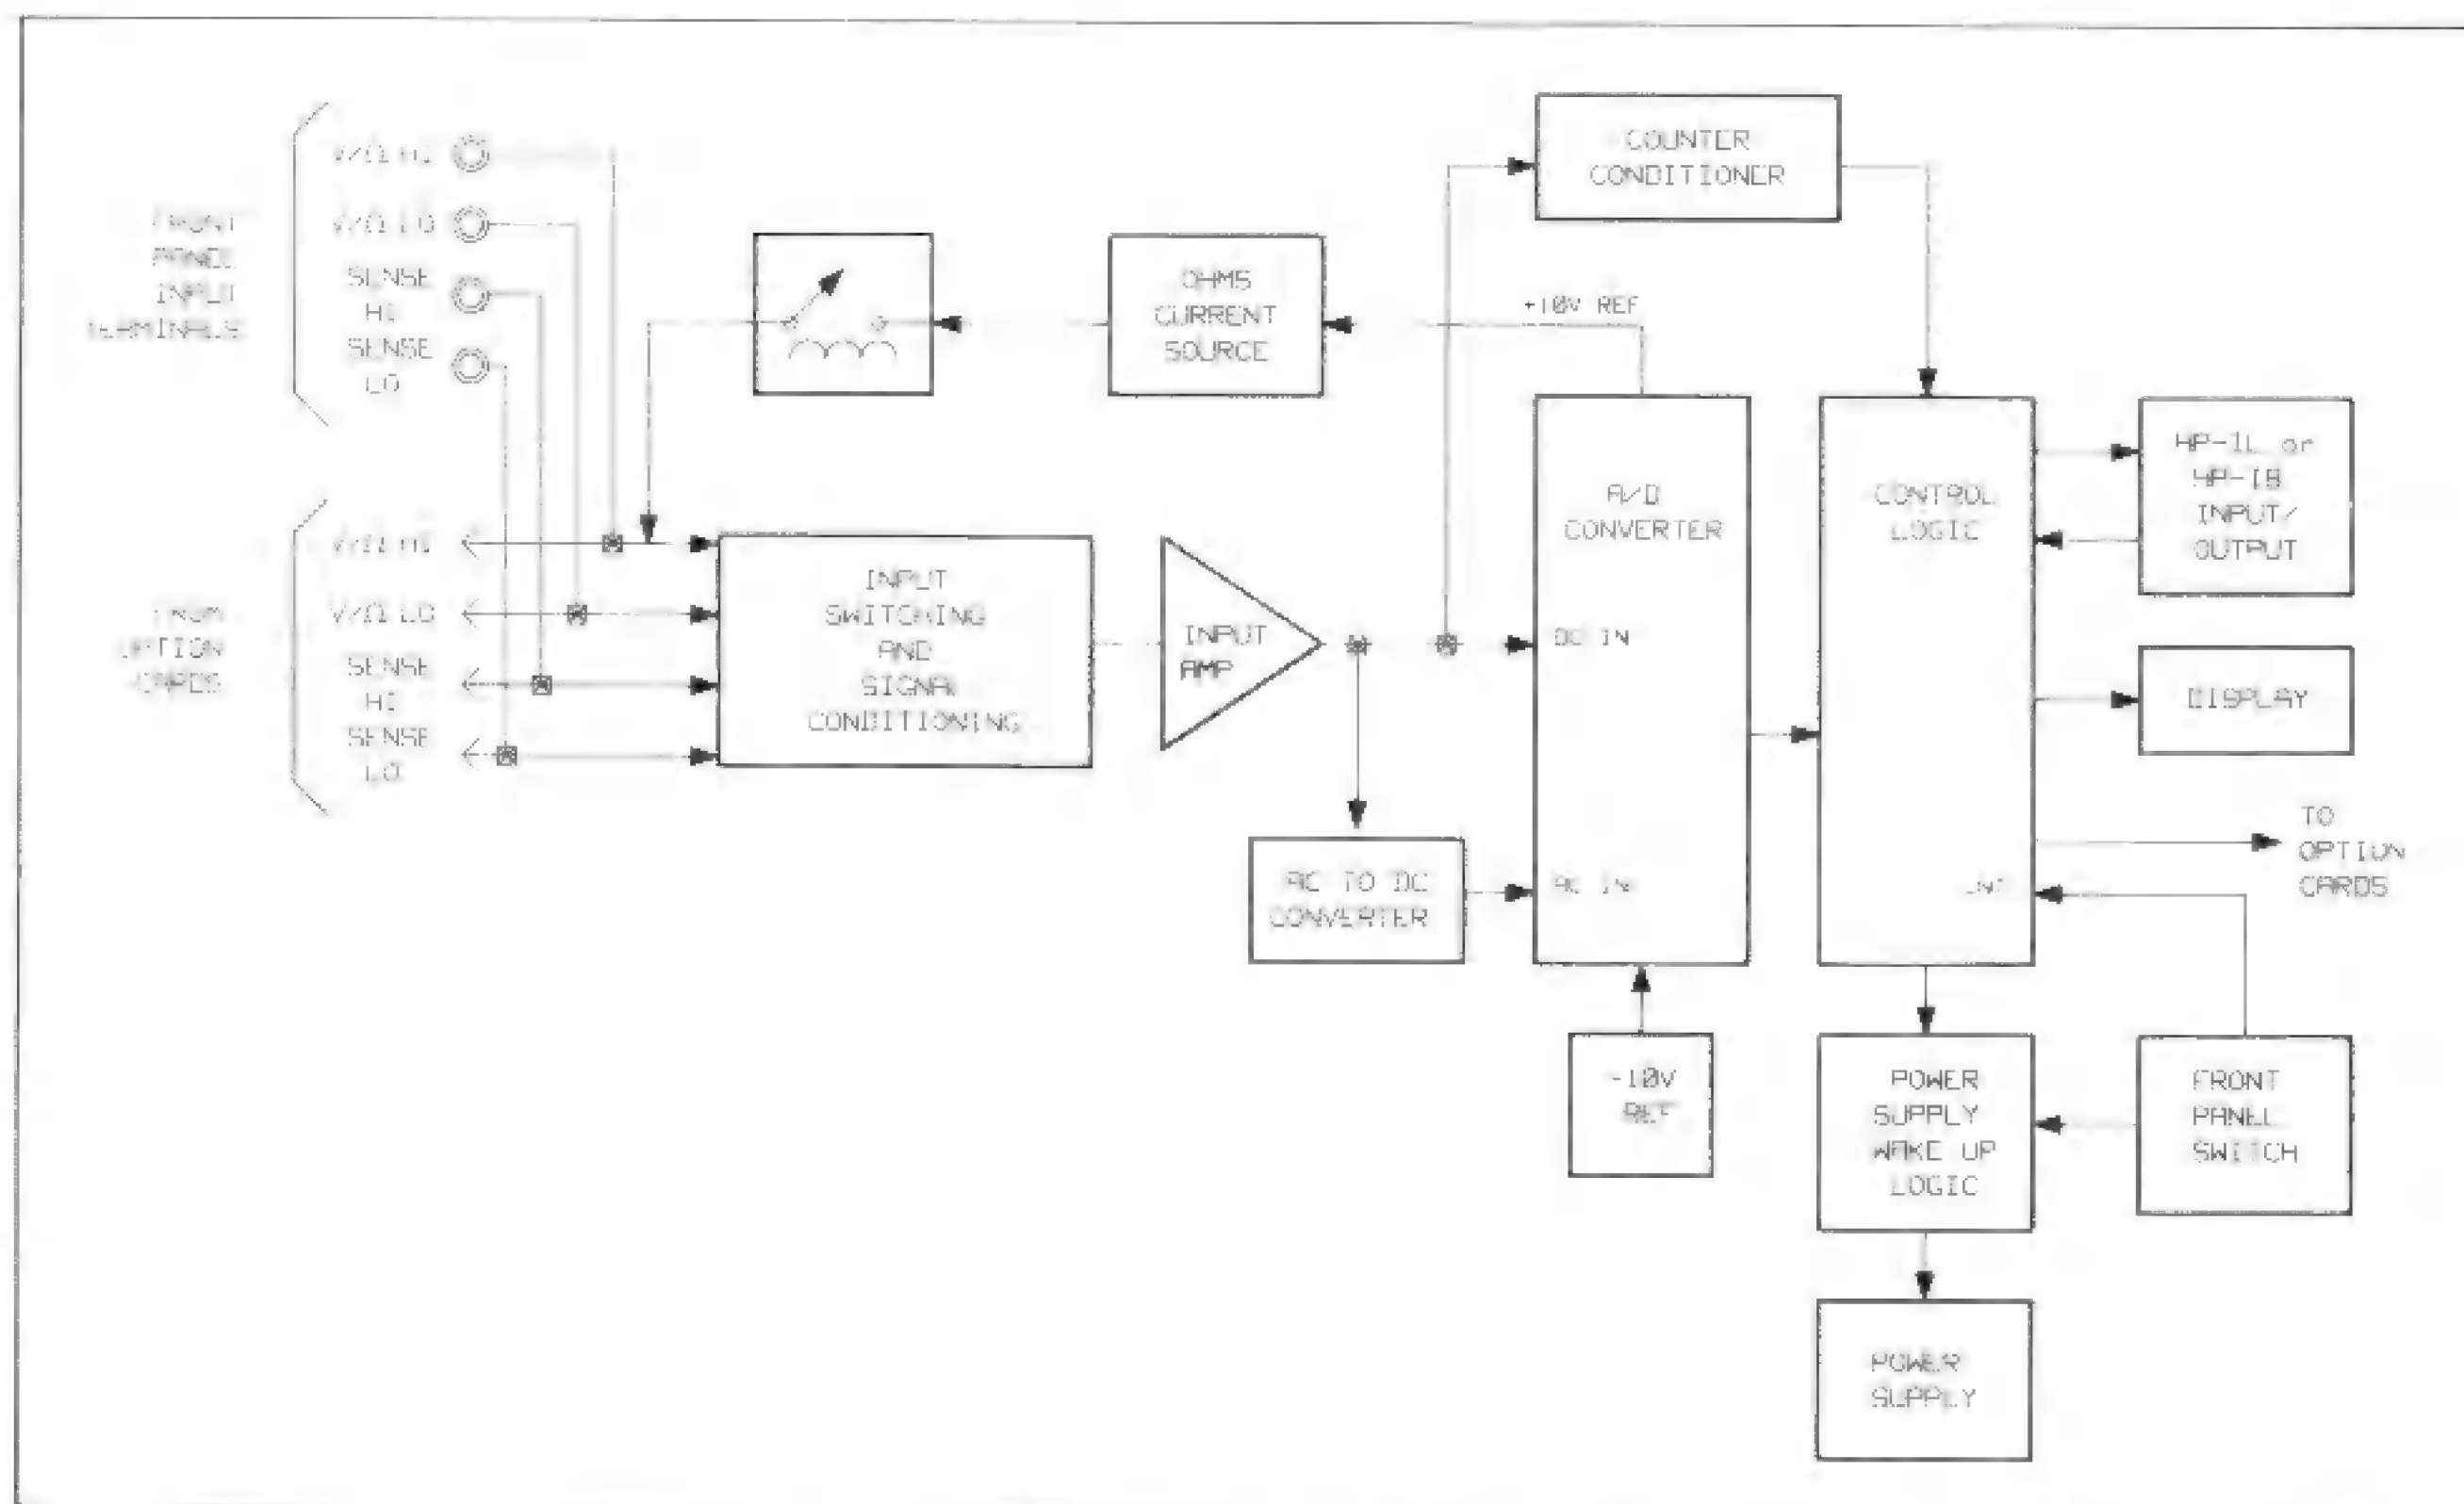 V/Ω HI
V/Ω LO
SENSE
HI
SENSE
LO
FRONT
PANEL
INPUT
TERMINALS
V/Ω HI
V/Ω LO
SENSE
HI
SENSE
LO
FROM
OPTION
CARDS
INPUT
SWITCHING
AND
SIGNAL
CONDITIONING
INPUT
AMP
OHMS
CURRENT
SOURCE
+10V REF
COUNTER
CONDITIONER
A/D
CONVERTER
DC IN
AC IN
AC TO DC
CONVERTER
-10V
REF
CONTROL
LOGIC
HP-IL or
HP-IB
INPUT/
OUTPUT
DISPLAY
TO
OPTION
CARDS
POWER
SUPPLY
WAKE UP
LOGIC
FRONT
PANEL
SWITCH
POWER
SUPPLY